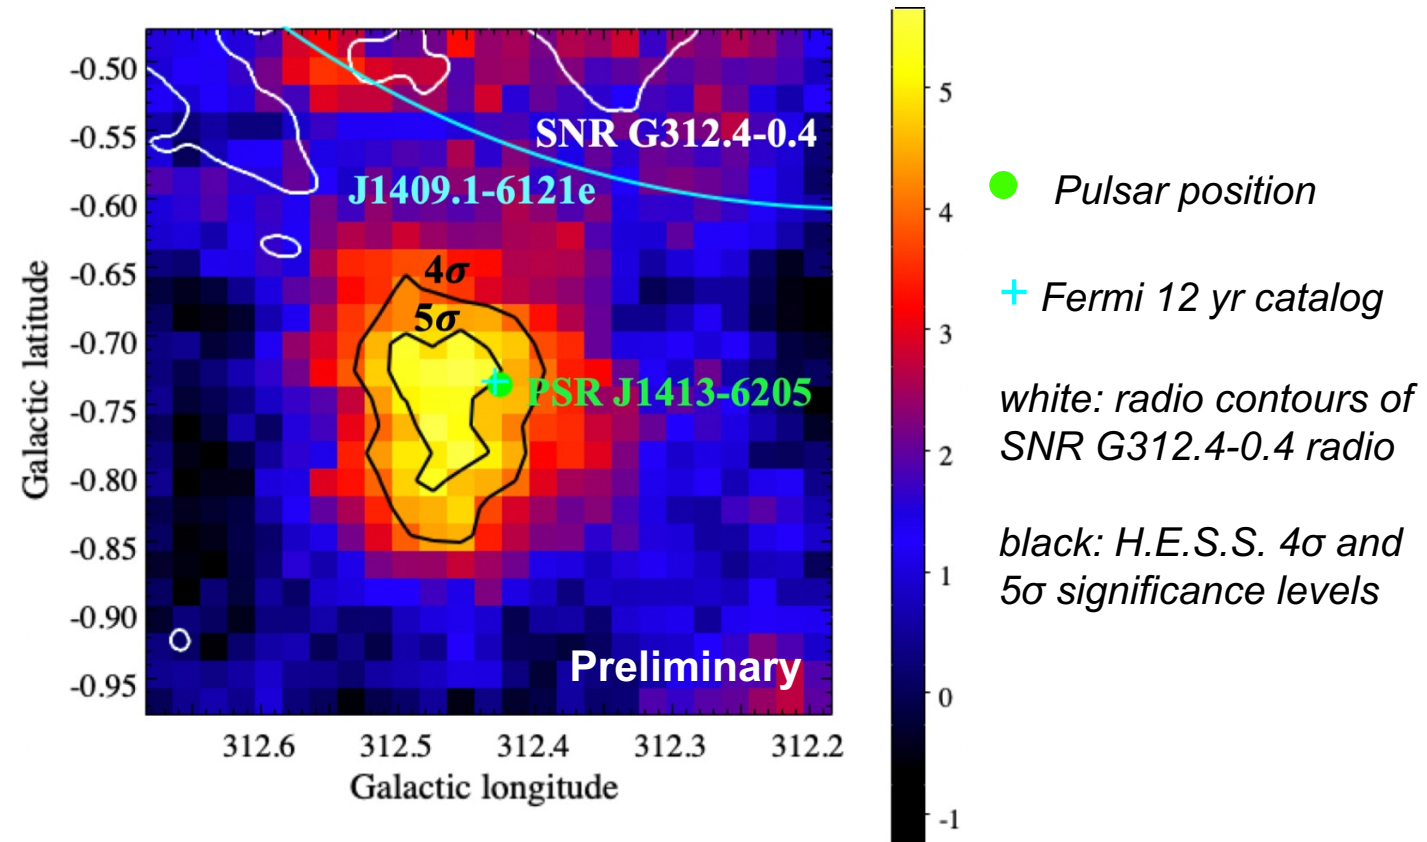 -0.50
-0.55
-0.60
-0.65
-0.70
-0.75
-0.80
-0.85
-0.90
-0.95
Galactic latitude
SNR G312.4-0.4
J1409.1-6121e
4σ
5σ
PSR J1413-6205
Preliminary
312.6 312.5 312.4 312.3 312.2
Galactic longitude
5
4
3
2
1
0
-1
Pulsar position
Fermi 12 yr catalog
white: radio contours of
SNR G312.4-0.4 radio
black: H.E.S.S. 4σ and
5σ significance levels